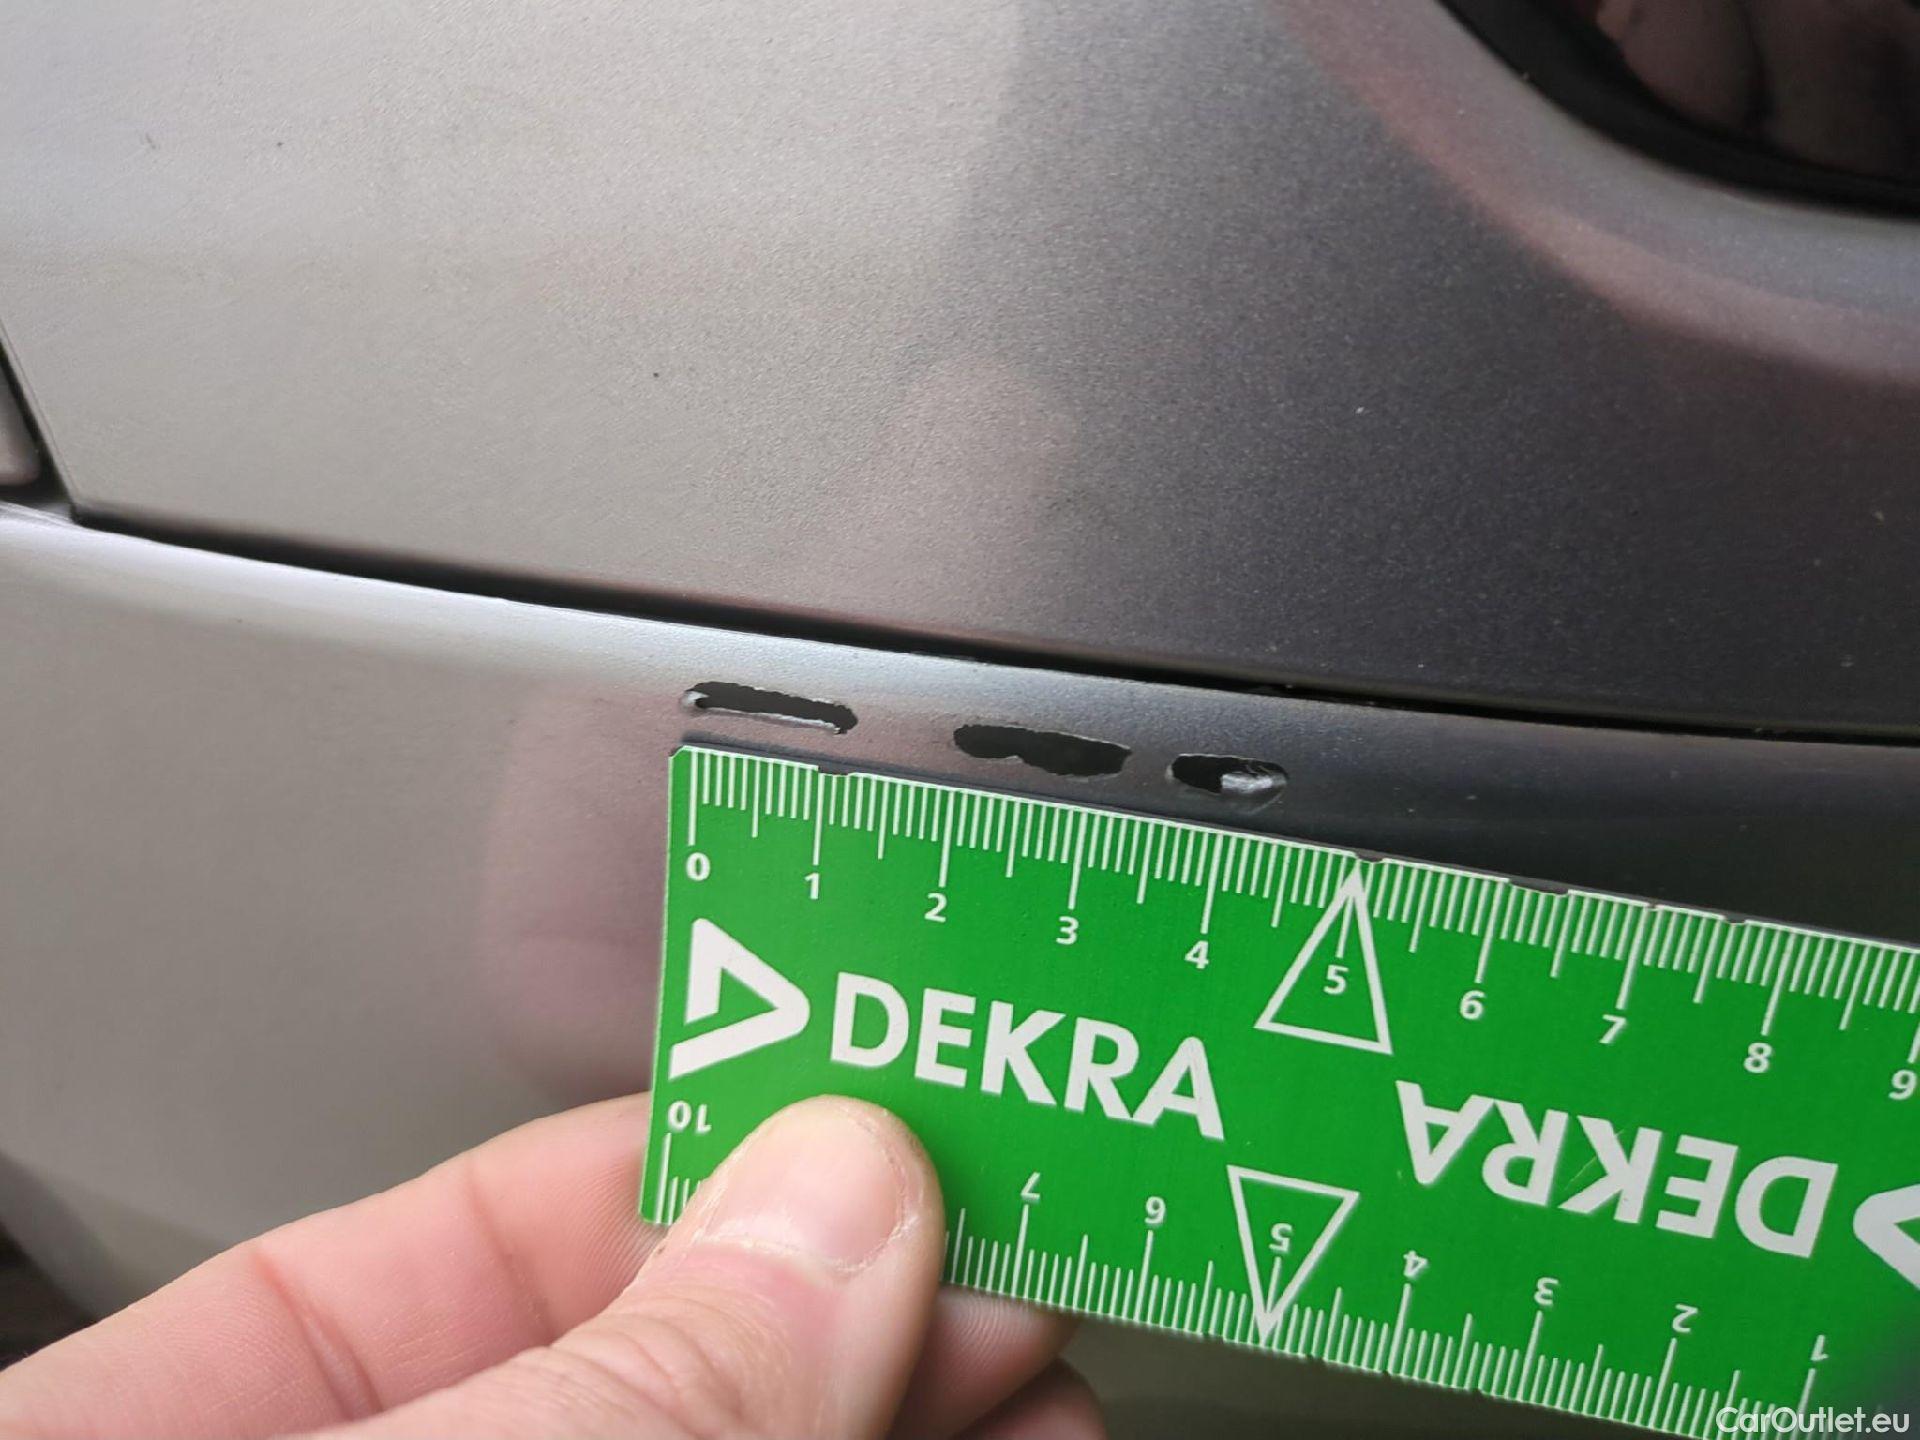 0 1 2 3 4 5 6 7 8 9
DEKRA
DEKRA
10 7 6 5 4 3 2 1
CarOutlet.eu